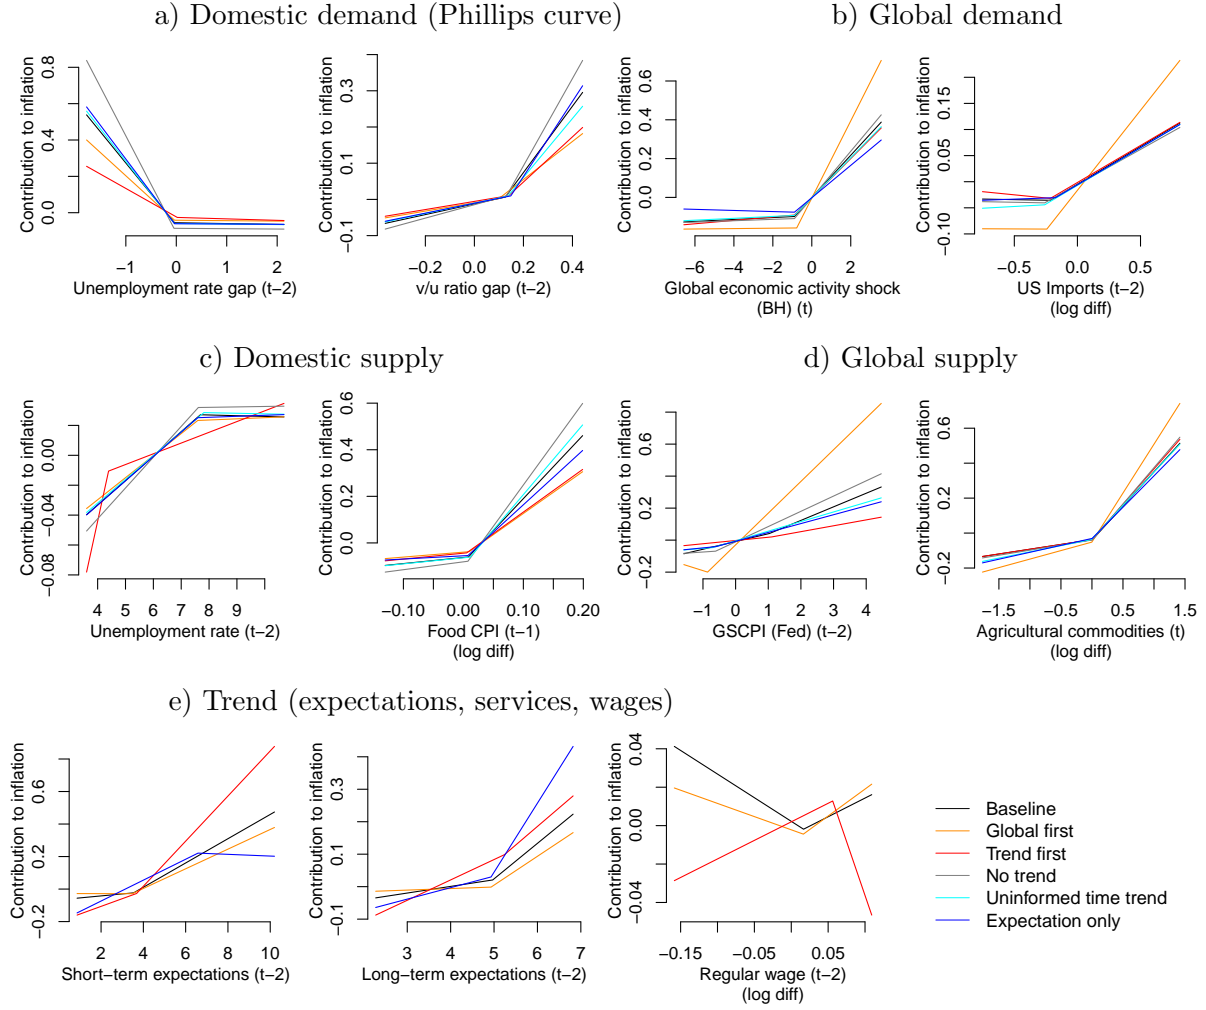 a) Domestic demand (Phillips curve)
b) Global demand
Contribution to inflation
0.0 0.4 0.8
−1 0 1 2
Unemployment rate gap (t−2)
Contribution to inflation
−0.1 0.1 0.3
−0.2 0.0 0.2 0.4
v/u ratio gap (t−2)
Contribution to inflation
0.0 0.2 0.4 0.6
−6 −4 −2 0 2
Global economic activity shock
(BH) (t)
Contribution to inflation
−0.10 0.05 0.15
−0.5 0.0 0.5
US Imports (t−2)
(log diff)
c) Domestic supply
d) Global supply
Contribution to inflation
−0.08 −0.04 0.00
4 5 6 7 8 9
Unemployment rate (t−2)
Contribution to inflation
0.0 0.2 0.4 0.6
−0.10 0.00 0.10 0.20
Food CPI (t−1)
(log diff)
Contribution to inflation
−0.2 0.2 0.6
−1 0 1 2 3 4
GSCPI (Fed) (t−2)
Contribution to inflation
−0.2 0.2 0.6
−1.5 −0.5 0.5 1.5
Agricultural commodities (t)
(log diff)
e) Trend (expectations, services, wages)
Contribution to inflation
−0.2 0.2 0.6
2 4 6 8 10
Short−term expectations (t−2)
Contribution to inflation
−0.1 0.1 0.3
3 4 5 6 7
Long−term expectations (t−2)
Contribution to inflation
−0.04 0.00 0.04
−0.15 −0.05 0.05
Regular wage (t−2)
(log diff)
Baseline
Global first
Trend first
No trend
Uninformed time trend
Expectation only